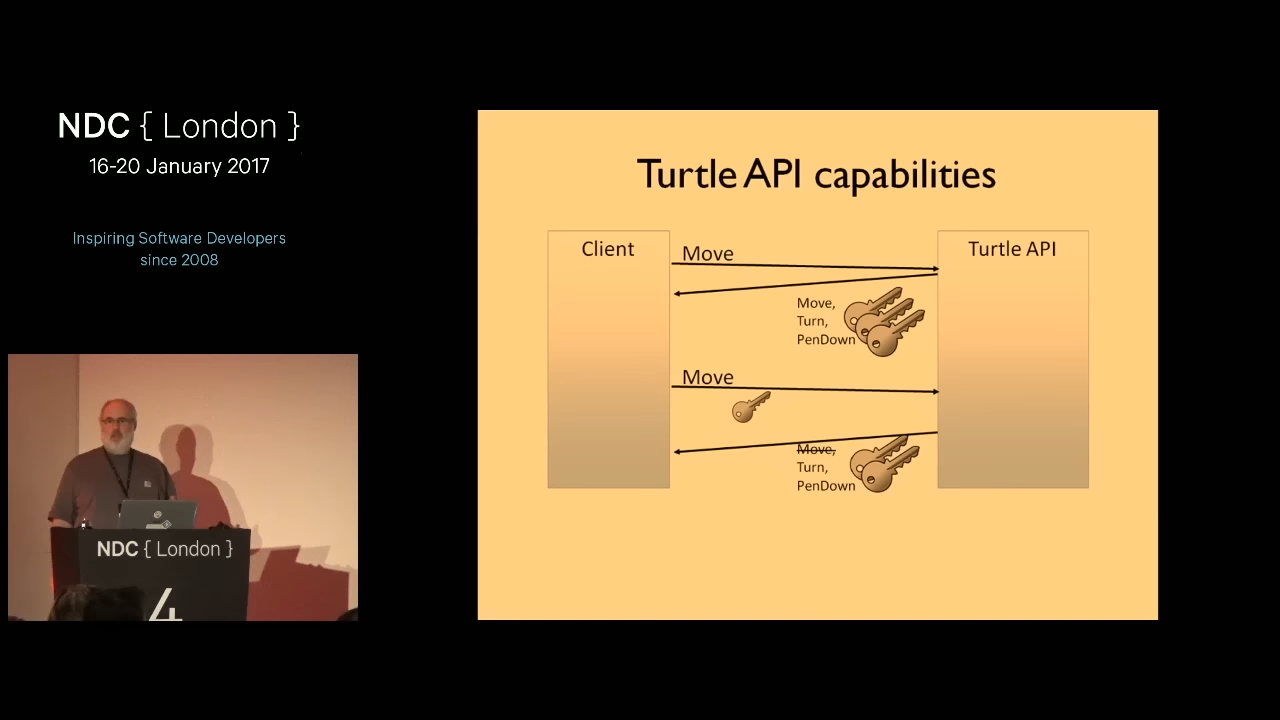 NDC { London }
16-20 January 2017
Inspiring Software Developers
since 2008
NDC { London }
4
Turtle API capabilities
Client
Turtle API
Move
Move,
Turn,
PenDown
Move
Move,
Turn,
PenDown